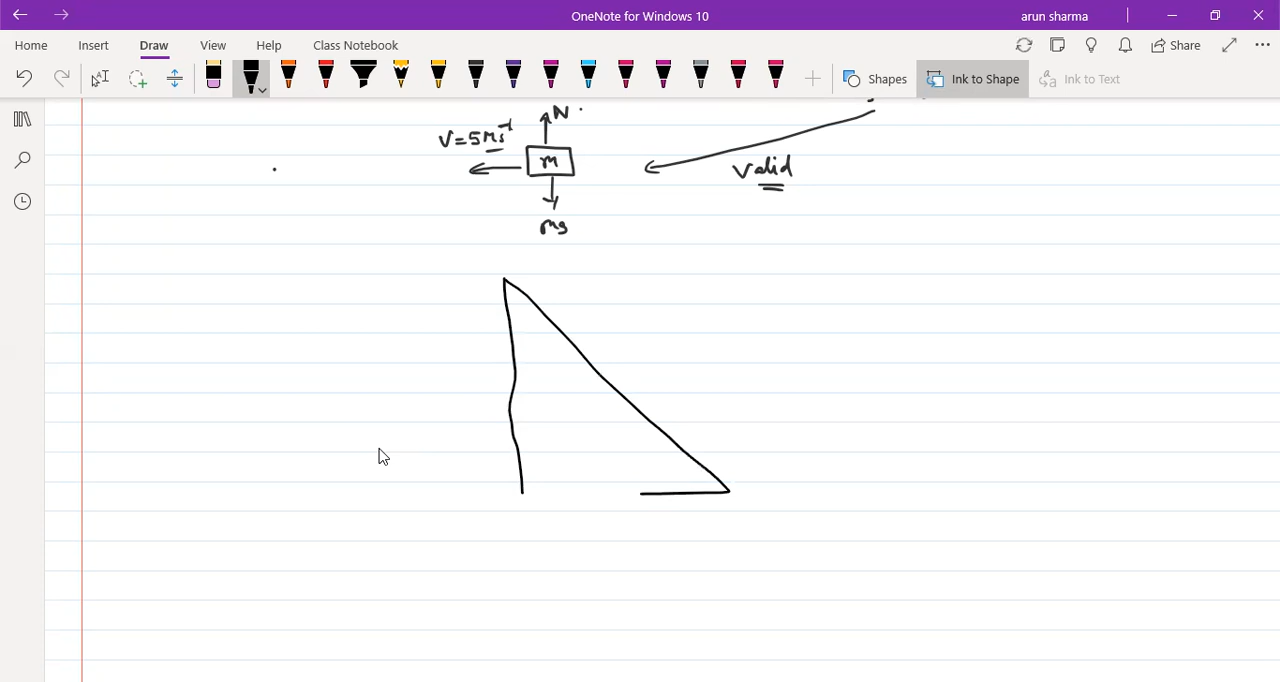 OneNote for Windows 10
arun sharma
Home Insert Draw View Help Class Notebook Share
Shapes Ink to Shape Ink to Text
N
V=5Ms⁻¹
m
valid
mg